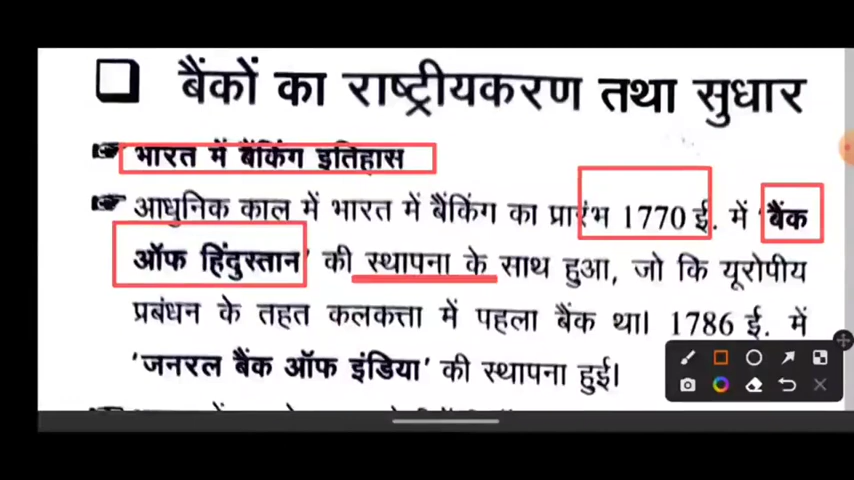 बैंकों का राष्ट्रीयकरण तथा सुधार
भारत में बैंकिंग इतिहास
आधुनिक काल में भारत में बैंकिंग का प्रारंभ 1770 ई. में 'बैंक
ऑफ हिंदुस्तान' की स्थापना के साथ हुआ, जो कि यूरोपीय
प्रबंधन के तहत कलकत्ता में पहला बैंक था। 1786 ई. में
'जनरल बैंक ऑफ इंडिया' की स्थापना हुई।